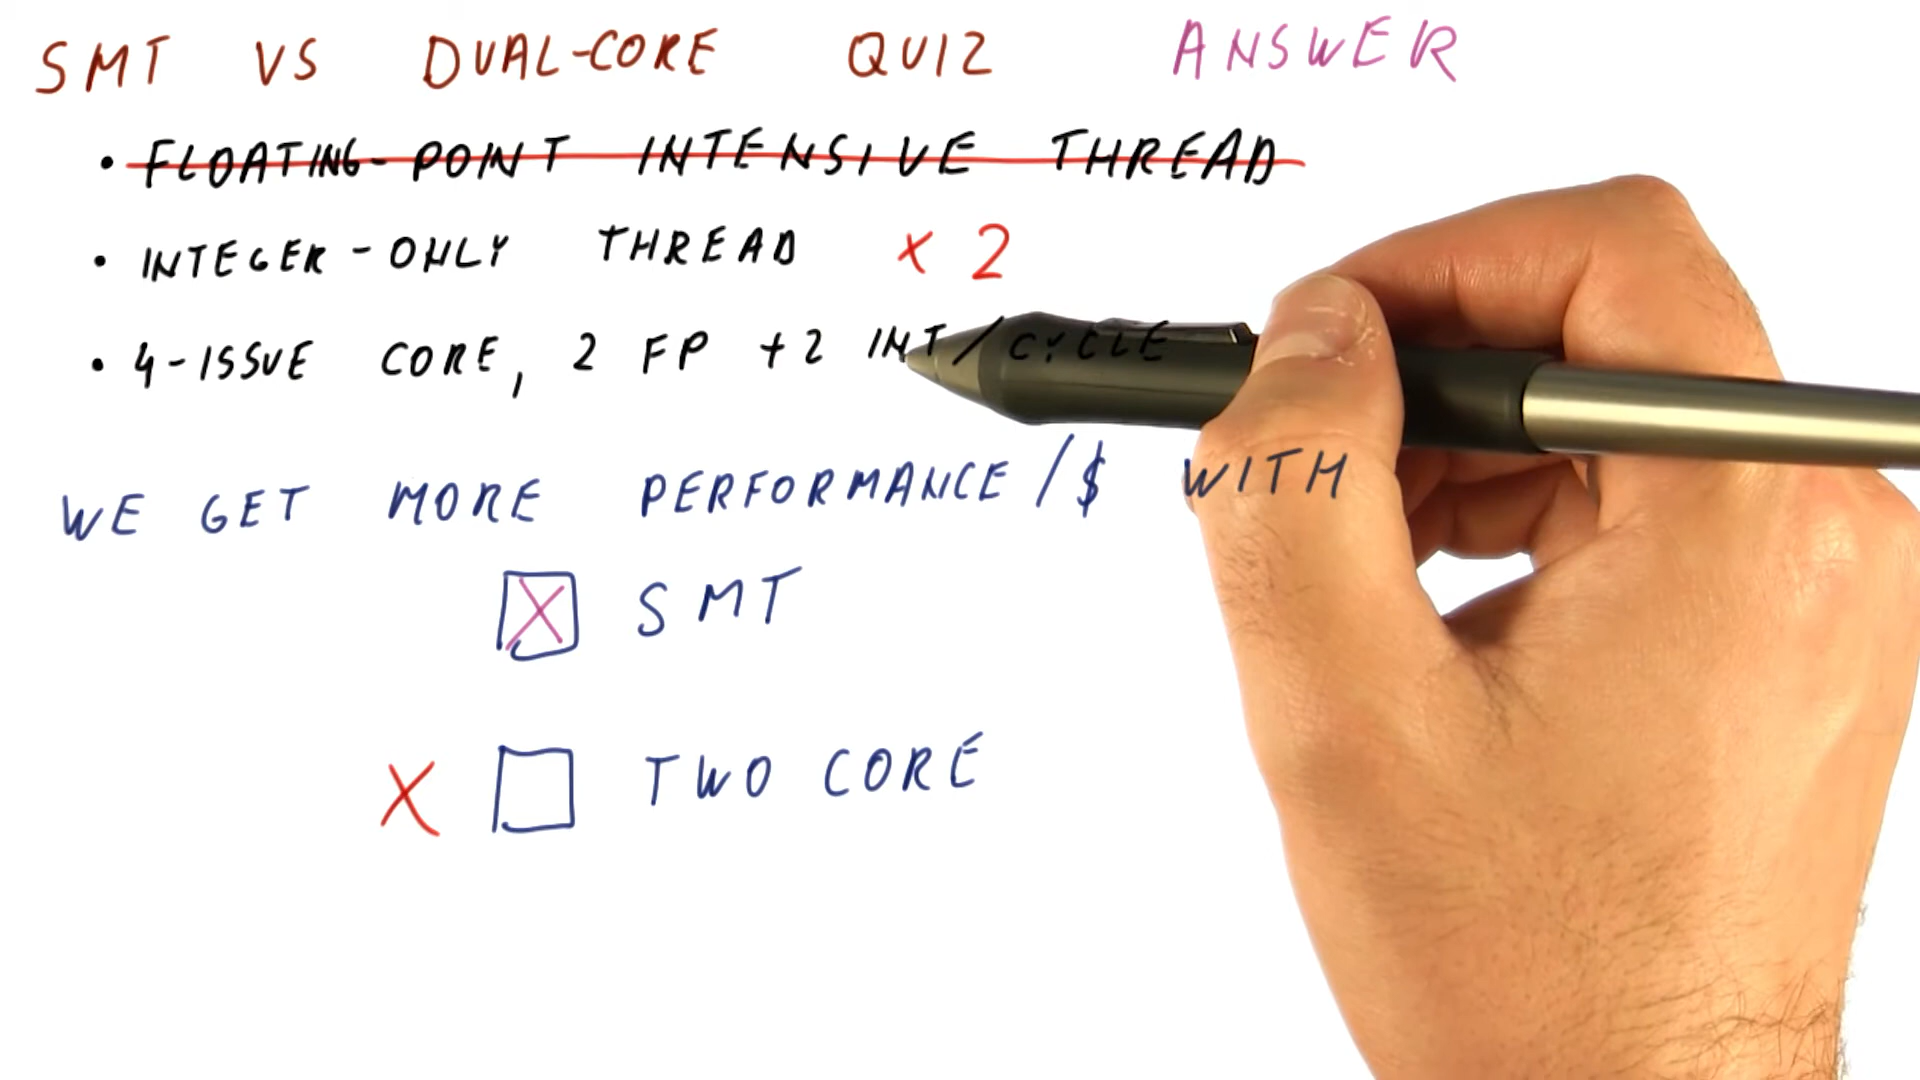 SMT VS DUAL-CORE QUIZ ANSWER
• FLOATING-POINT INTENSIVE THREAD
• INTEGER-ONLY THREAD x 2
• 4-ISSUE CORE, 2 FP + 2 INT/CYCLE
WE GET MORE PERFORMANCE/$ WITH
X SMT
X TWO CORE